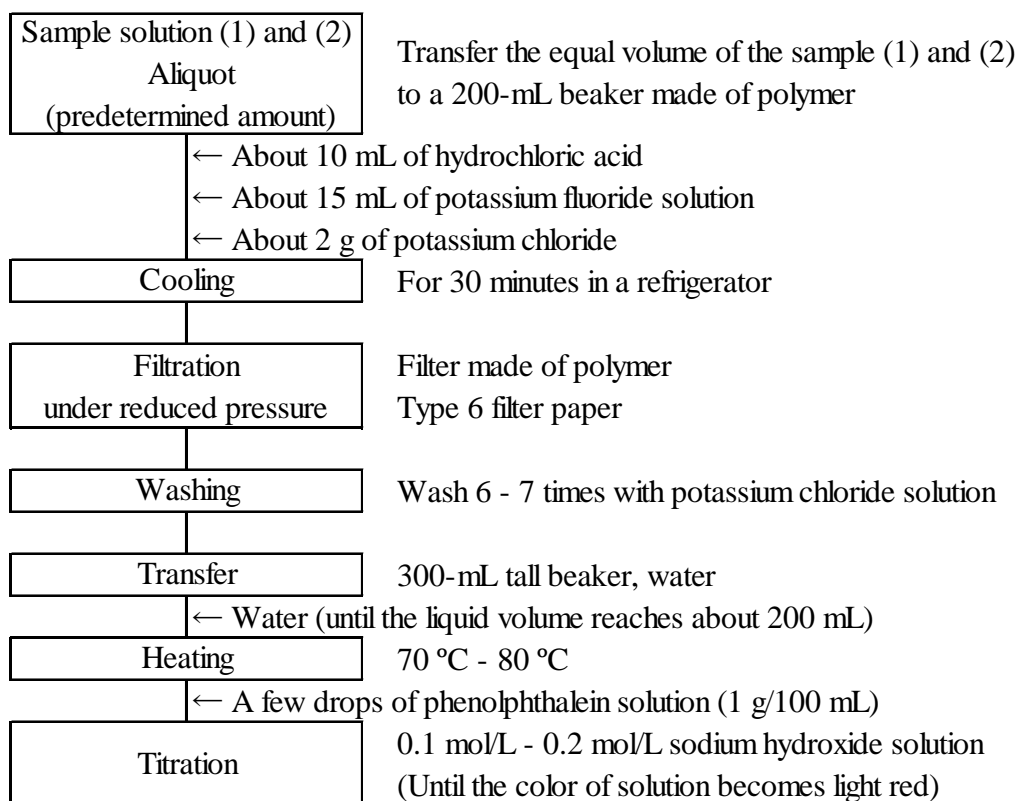 Sample solution (1) and (2)
Aliquot
(predetermined amount)
Transfer the equal volume of the sample (1) and (2)
to a 200-mL beaker made of polymer
← About 10 mL of hydrochloric acid
← About 15 mL of potassium fluoride solution
← About 2 g of potassium chloride
Cooling
For 30 minutes in a refrigerator
Filtration
under reduced pressure
Filter made of polymer
Type 6 filter paper
Washing
Wash 6 - 7 times with potassium chloride solution
Transfer
300-mL tall beaker, water
← Water (until the liquid volume reaches about 200 mL)
Heating
70 ºC - 80 ºC
← A few drops of phenolphthalein solution (1 g/100 mL)
Titration
0.1 mol/L - 0.2 mol/L sodium hydroxide solution
(Until the color of solution becomes light red)